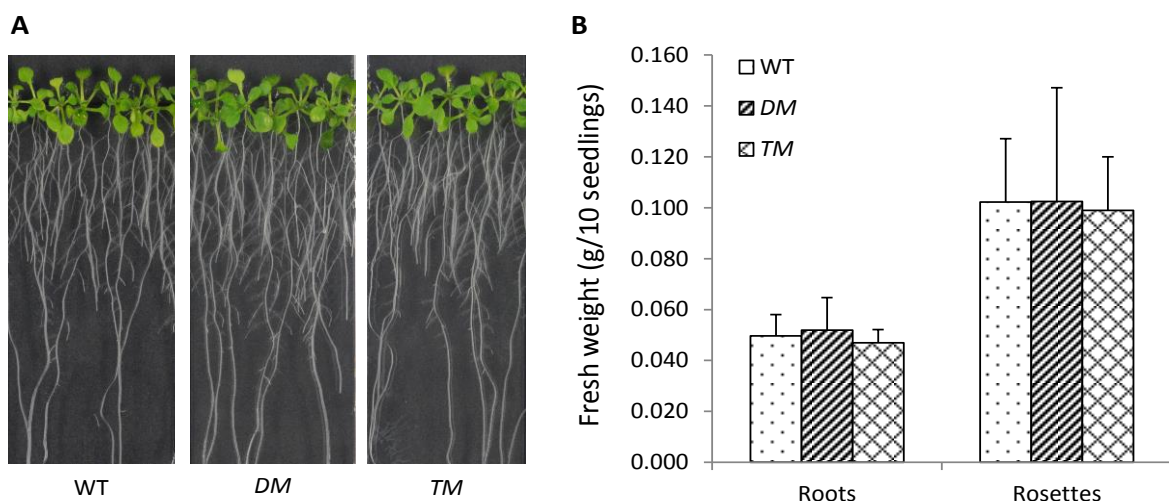 A
WT
DM
TM
B
Fresh weight (g/10 seedlings)
0.160
0.140
0.120
0.100
0.080
0.060
0.040
0.020
0.000
WT
DM
TM
Roots
Rosettes